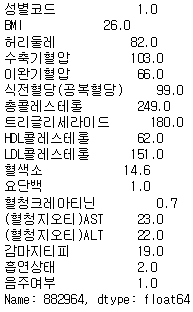 성별코드 1.0
BMI 26.0
허리둘레 82.0
수축기혈압 103.0
이완기혈압 66.0
식전혈당(공복혈당) 99.0
총콜레스테롤 249.0
트리글리세라이드 180.0
HDL콜레스테롤 62.0
LDL콜레스테롤 151.0
혈색소 14.6
요단백 1.0
혈청크레아티닌 0.7
(혈청지오티)AST 23.0
(혈청지오티)ALT 22.0
감마지티피 19.0
흡연상태 2.0
음주여부 1.0
Name: 882964, dtype: float64